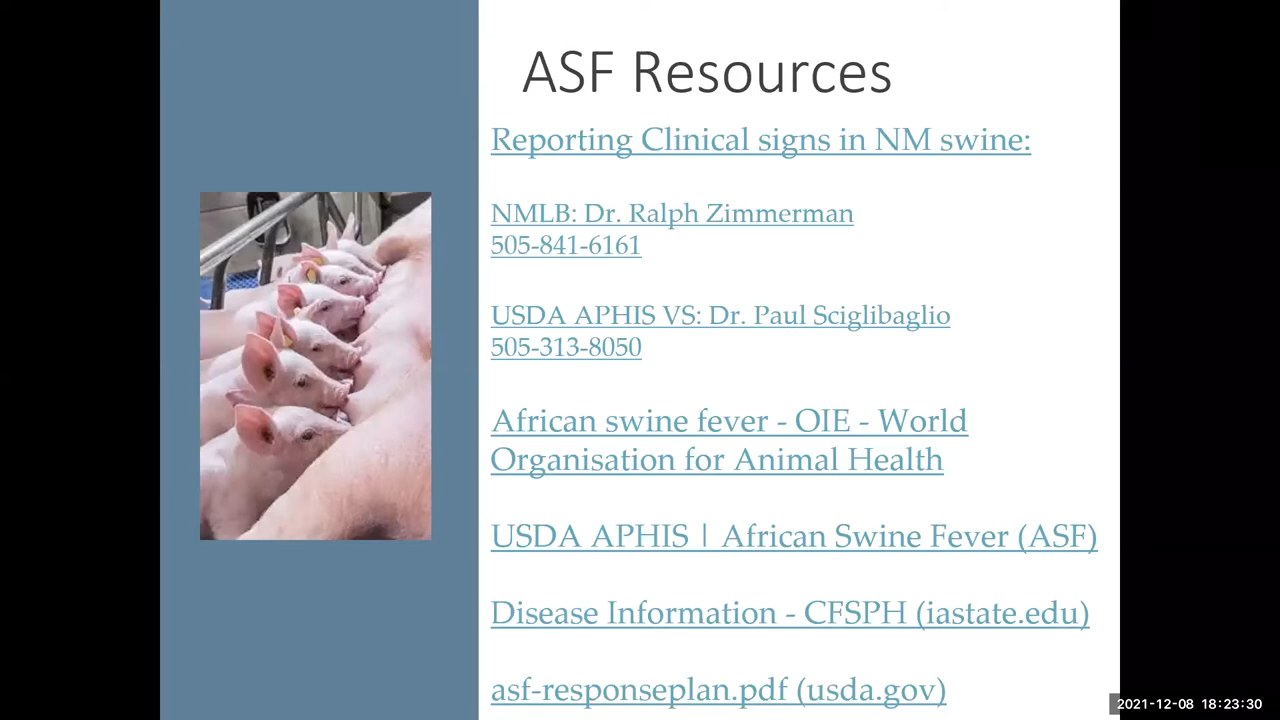 ASF Resources
Reporting Clinical signs in NM swine:
NMLB: Dr. Ralph Zimmerman
505-841-6161
USDA APHIS VS: Dr. Paul Sciglibaglio
505-313-8050
African swine fever - OIE - World
Organisation for Animal Health
USDA APHIS | African Swine Fever (ASF)
Disease Information - CFSPH (iastate.edu)
asf-responseplan.pdf (usda.gov)
2021-12-08 18:23:30